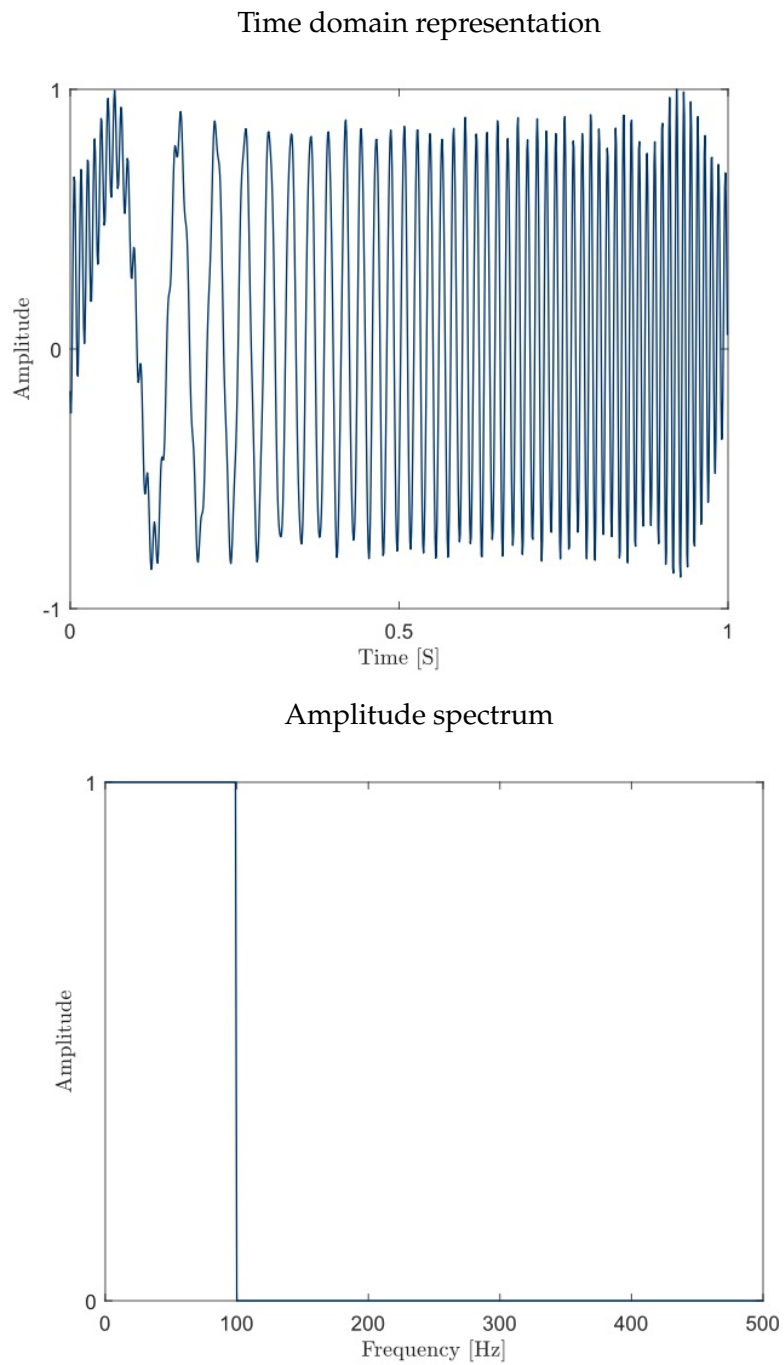 Time domain representation
1
0
-1
Amplitude
0
0.5
1
Time [S]
Amplitude spectrum
1
0
Amplitude
0
100
200
300
400
500
Frequency [Hz]